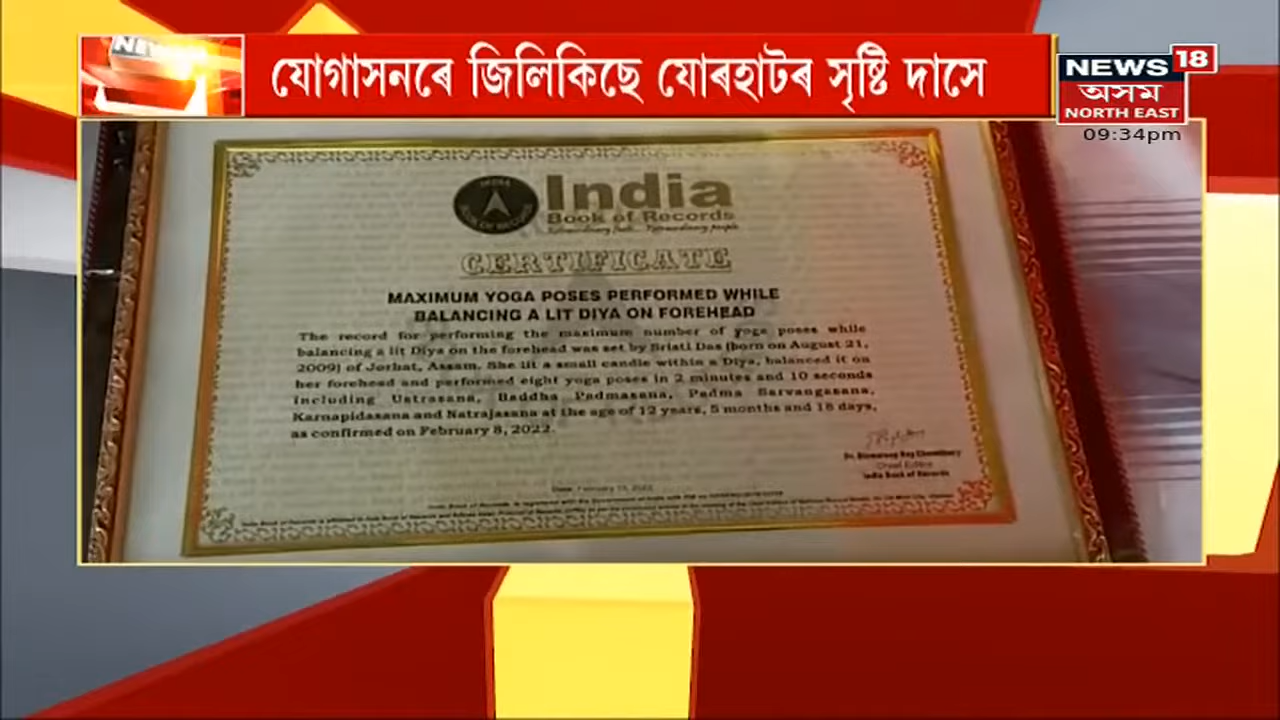 NEWS
যোগাসনৰে জিলিকিছে যোৰহাটৰ সৃষ্টি দাসে
NEWS 18
অসম
NORTH EAST
09:34pm
India
Book of Records
CERTIFICATE
MAXIMUM YOGA POSES PERFORMED WHILE
BALANCING A LIT DIYA ON FOREHEAD
The record for performing the maximum number of yoga poses while
balancing a lit Diya on the forehead was set by Sristi Das (born on August 21,
2009) of Jorhat, Assam. She lit a small candle within a Diya, balanced it on
her forehead and performed eight yoga poses in 2 minutes and 10 seconds
including Ustrasana, Baddha Padmasana, Padma Sarvangasana,
Karnapidasana and Natrajasana at the age of 12 years, 5 months and 18 days,
as confirmed on February 8, 2022.
Chief Editor
India Book of Records